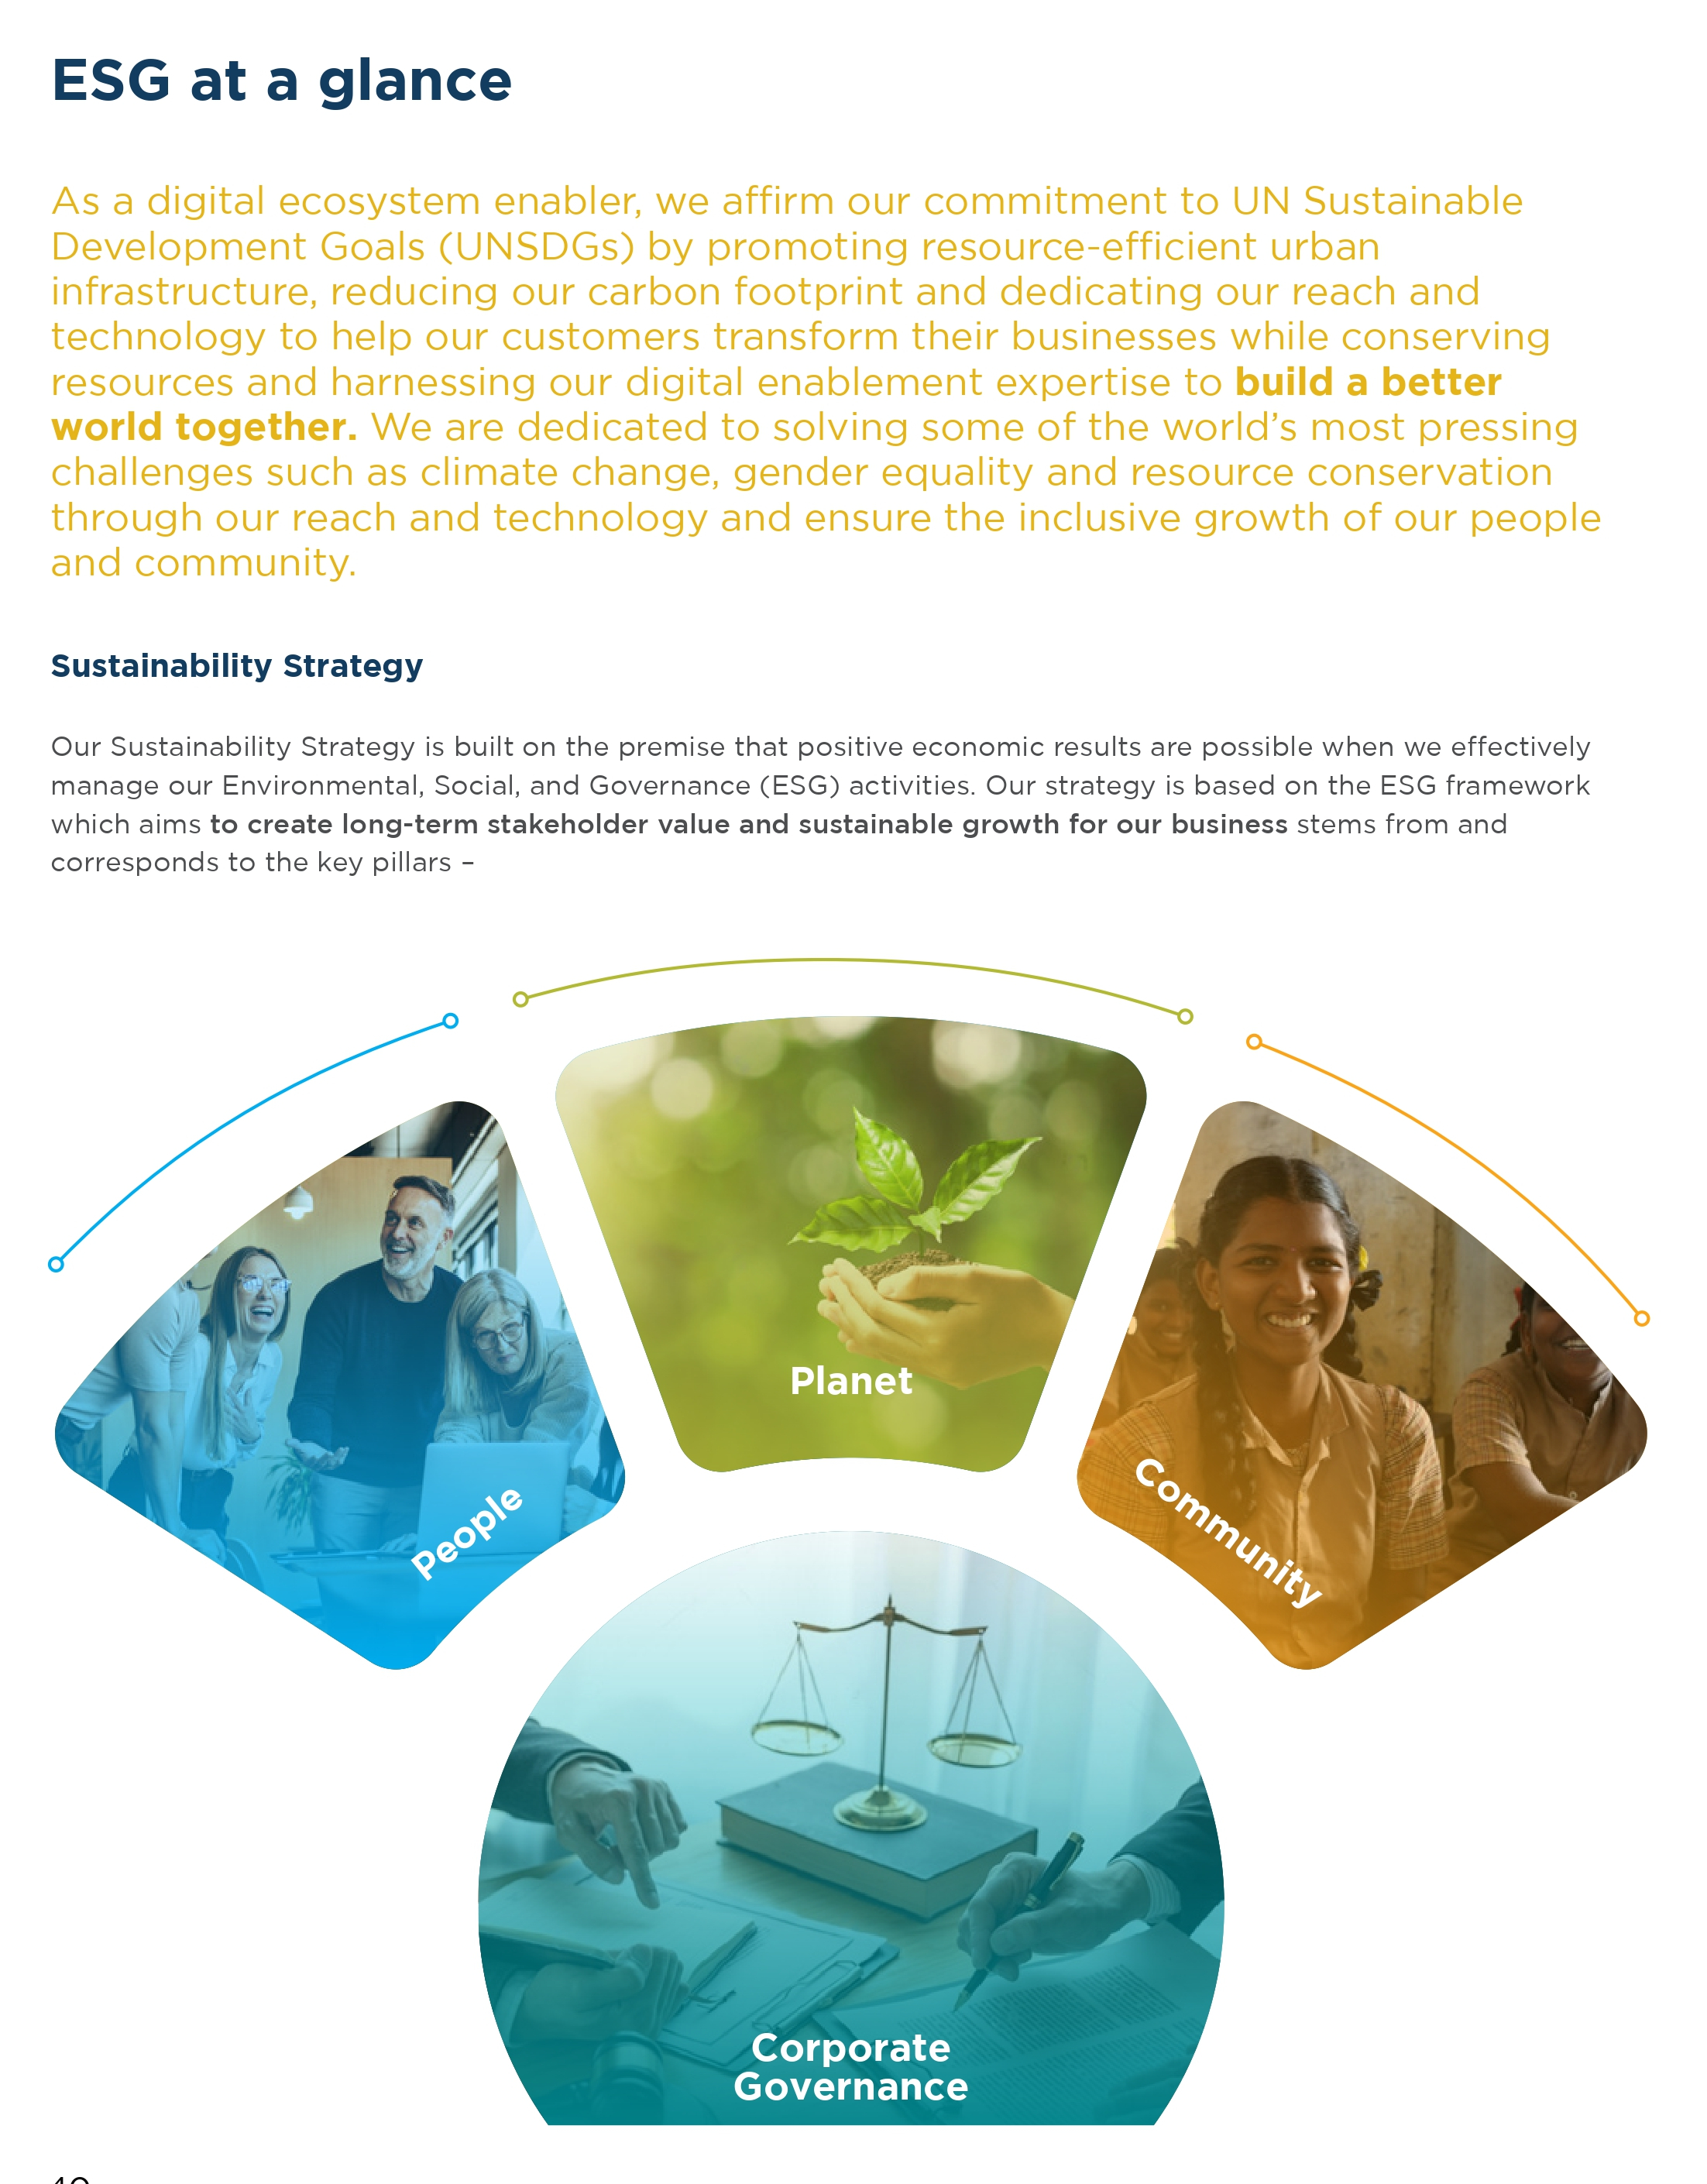 ESG at a glance
As a digital ecosystem enabler, we affirm our commitment to UN Sustainable
Development Goals (UNSDGs) by promoting resource-efficient urban
infrastructure, reducing our carbon footprint and dedicating our reach and
technology to help our customers transform their businesses while conserving
resources and harnessing our digital enablement expertise to build a better
world together. We are dedicated to solving some of the world’s most pressing
challenges such as climate change, gender equality and resource conservation
through our reach and technology and ensure the inclusive growth of our people
and community.
Sustainability Strategy
Our Sustainability Strategy is built on the premise that positive economic results are possible when we effectively
manage our Environmental, Social, and Governance (ESG) activities. Our strategy is based on the ESG framework
which aims to create long-term stakeholder value and sustainable growth for our business stems from and
corresponds to the key pillars –
People
Planet
Community
Corporate
Governance